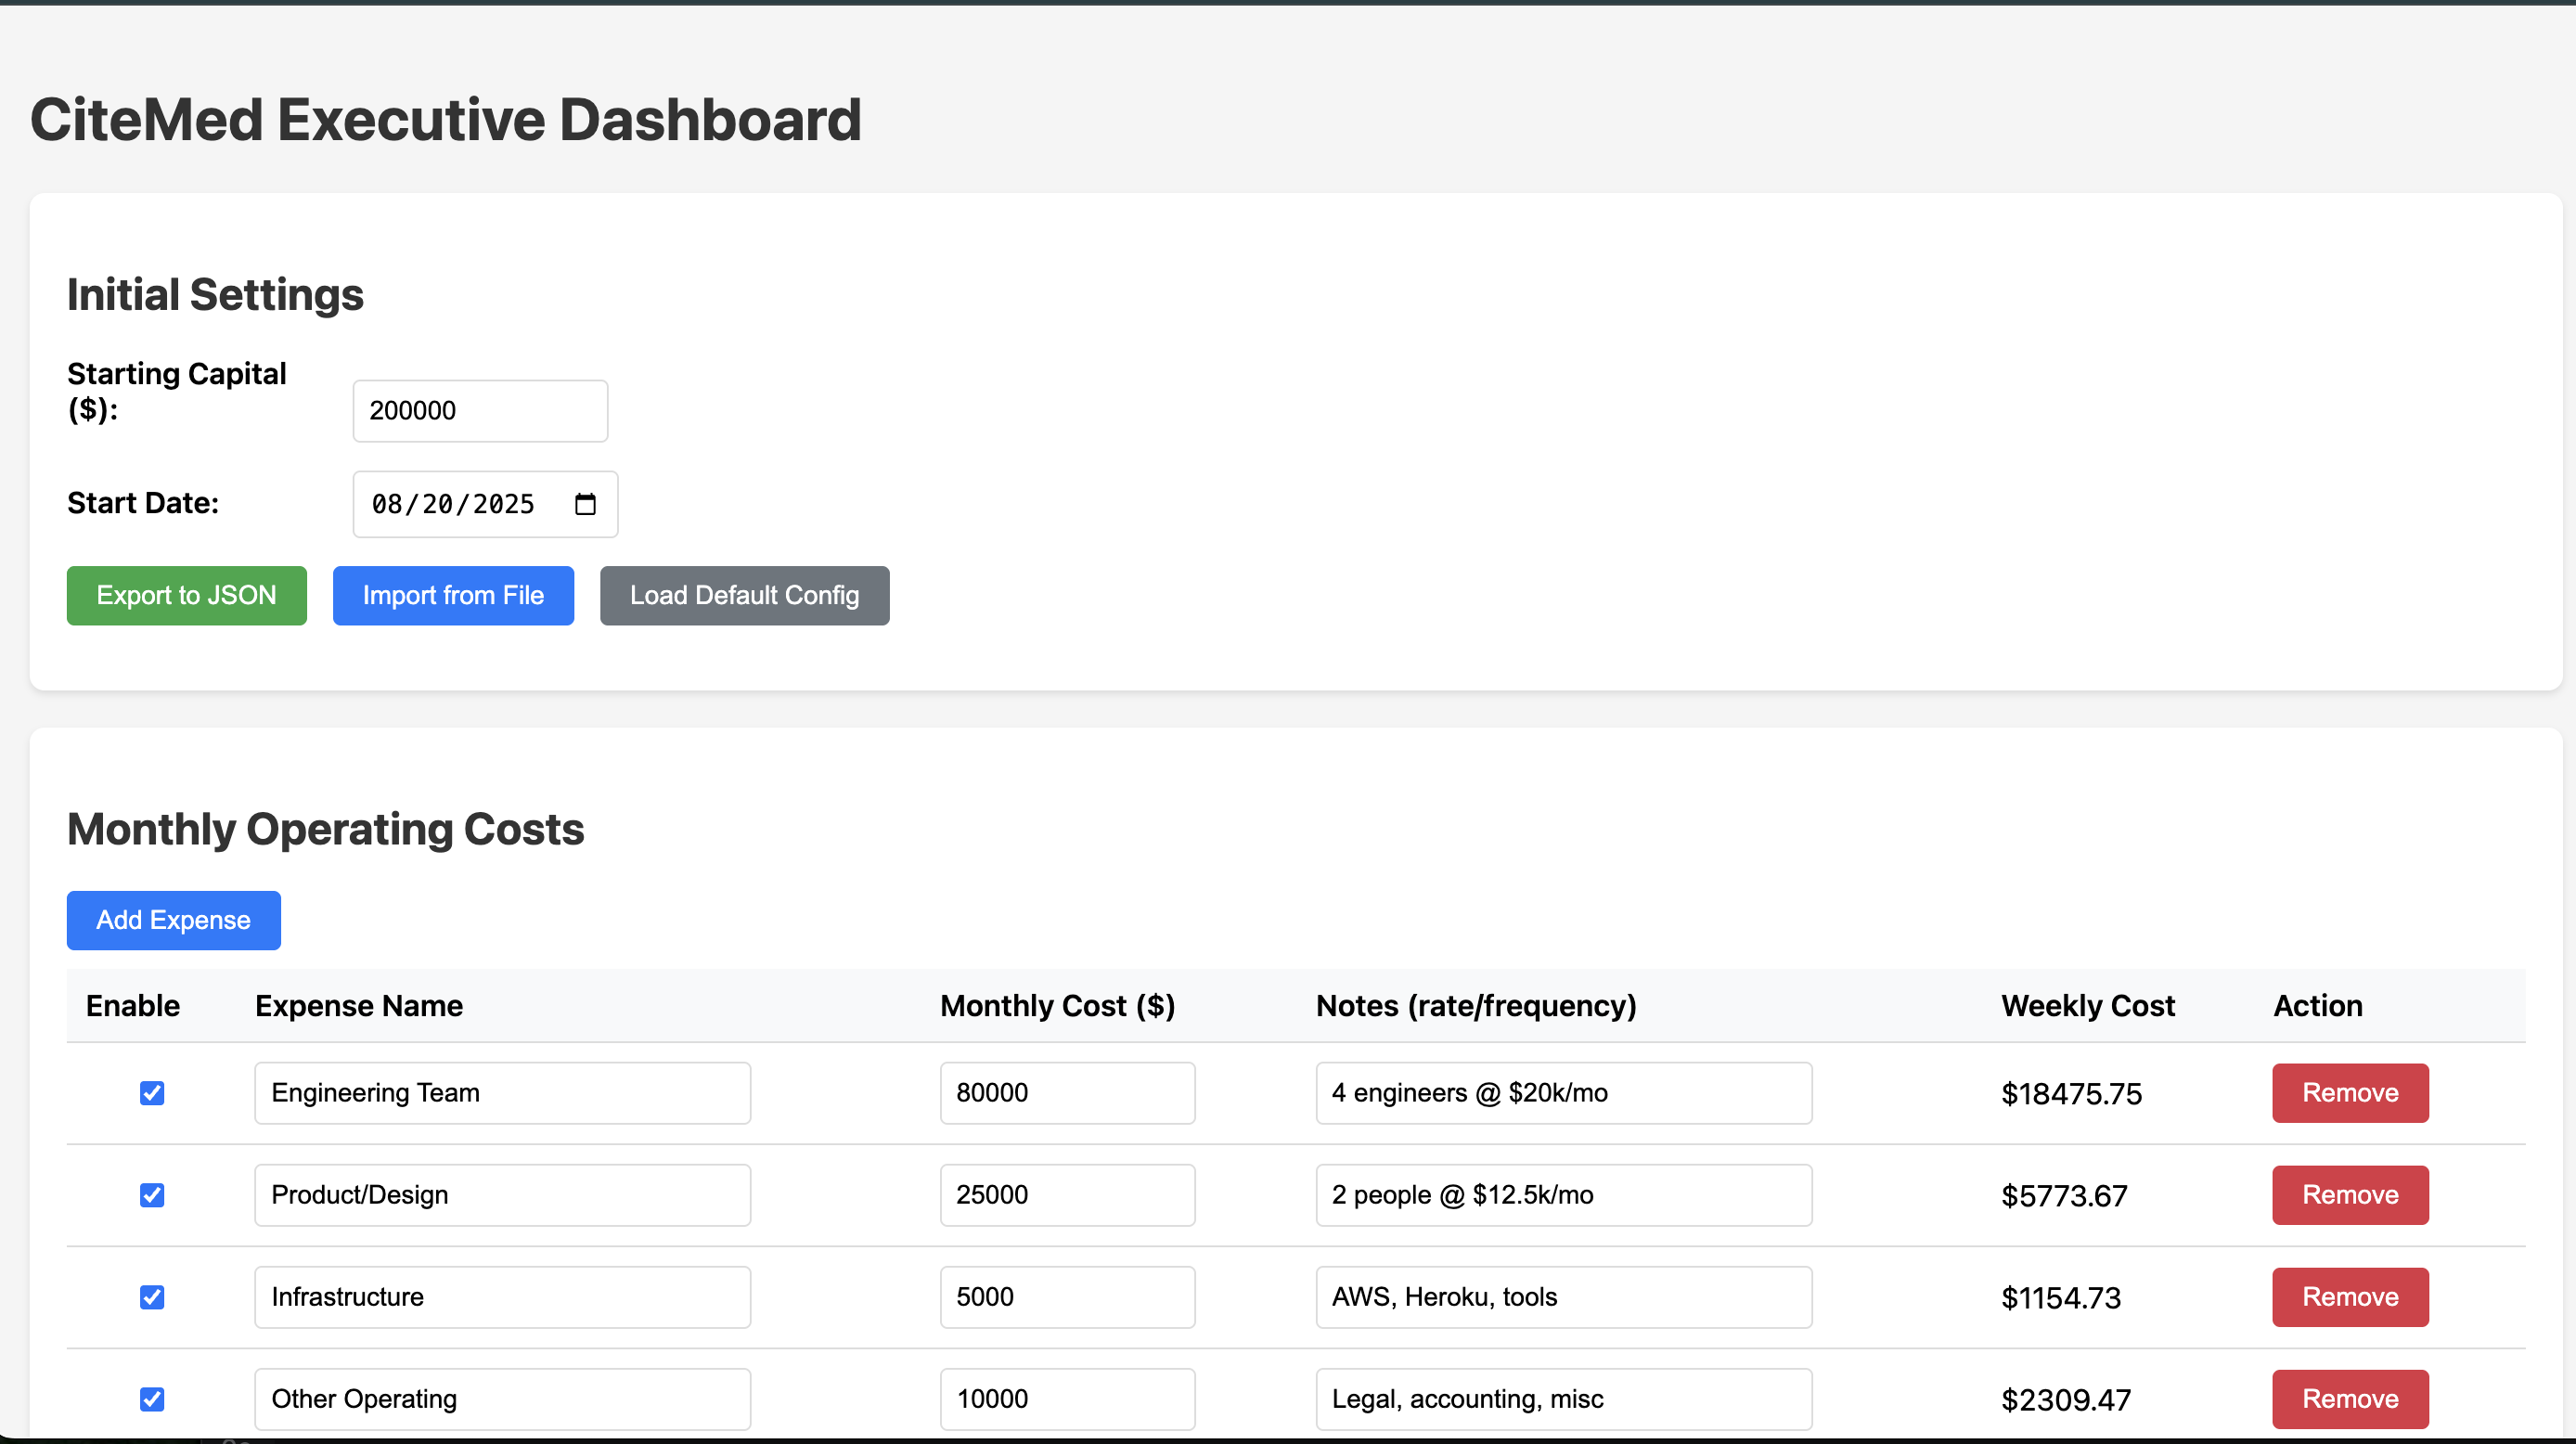 CiteMed Executive Dashboard
Initial Settings
Starting Capital
($):
200000
Start Date:
08/20/2025
Export to JSON
Import from File
Load Default Config
Monthly Operating Costs
Add Expense
Enable Expense Name Monthly Cost ($) Notes (rate/frequency) Weekly Cost Action
Engineering Team 80000 4 engineers @ $20k/mo $18475.75 Remove
Product/Design 25000 2 people @ $12.5k/mo $5773.67 Remove
Infrastructure 5000 AWS, Heroku, tools $1154.73 Remove
Other Operating 10000 Legal, accounting, misc $2309.47 Remove